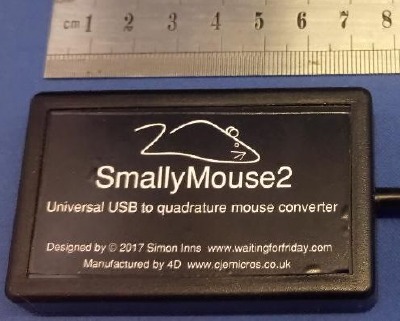 cm 1 2 3 4 5 6 7 8
SmallyMouse2
Universal USB to quadrature mouse converter
Designed by © 2017 Simon Inns www.waitingforfriday.com
Manufactured by 4D www.cjemicros.co.uk